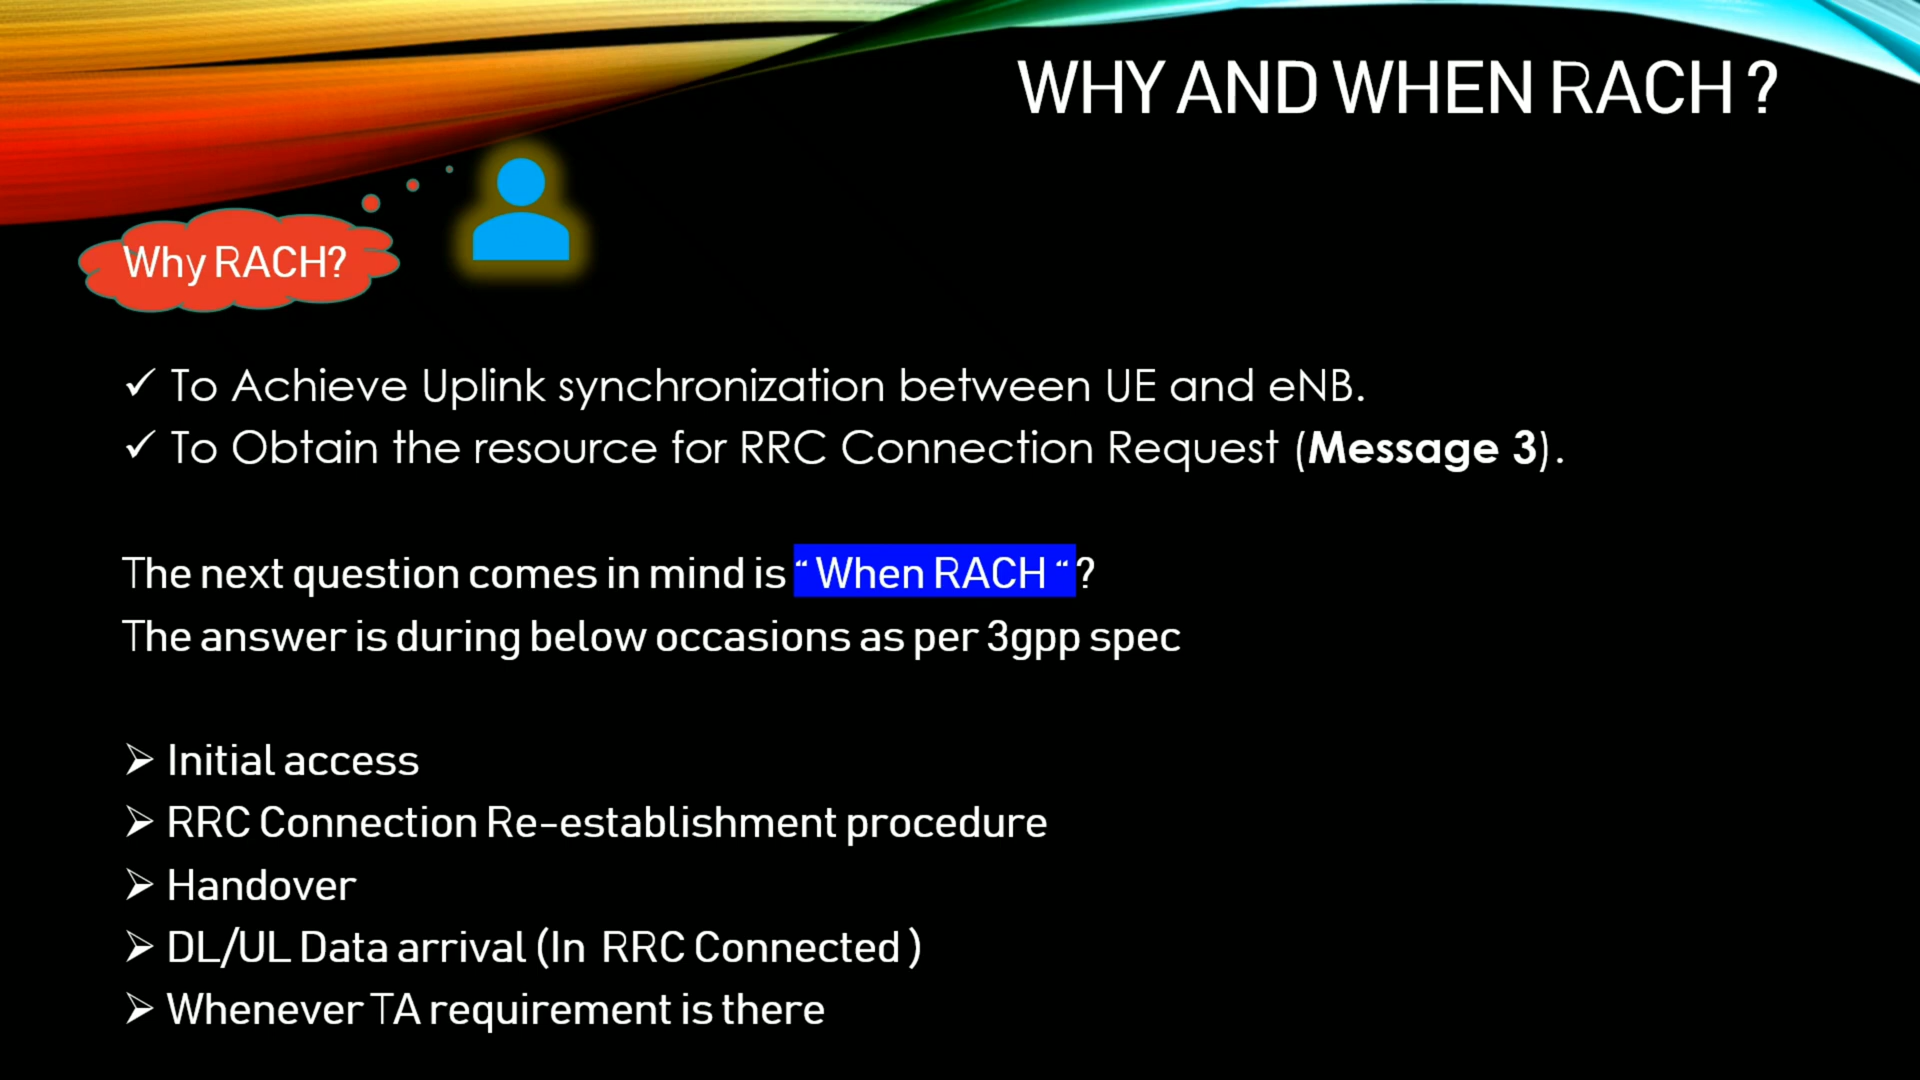 WHY AND WHEN RACH ?
Why RACH?
✓ To Achieve Uplink synchronization between UE and eNB.
✓ To Obtain the resource for RRC Connection Request (Message 3).
The next question comes in mind is “ When RACH “ ?
The answer is during below occasions as per 3gpp spec
➢ Initial access
➢ RRC Connection Re-establishment procedure
➢ Handover
➢ DL/UL Data arrival (In RRC Connected )
➢ Whenever TA requirement is there